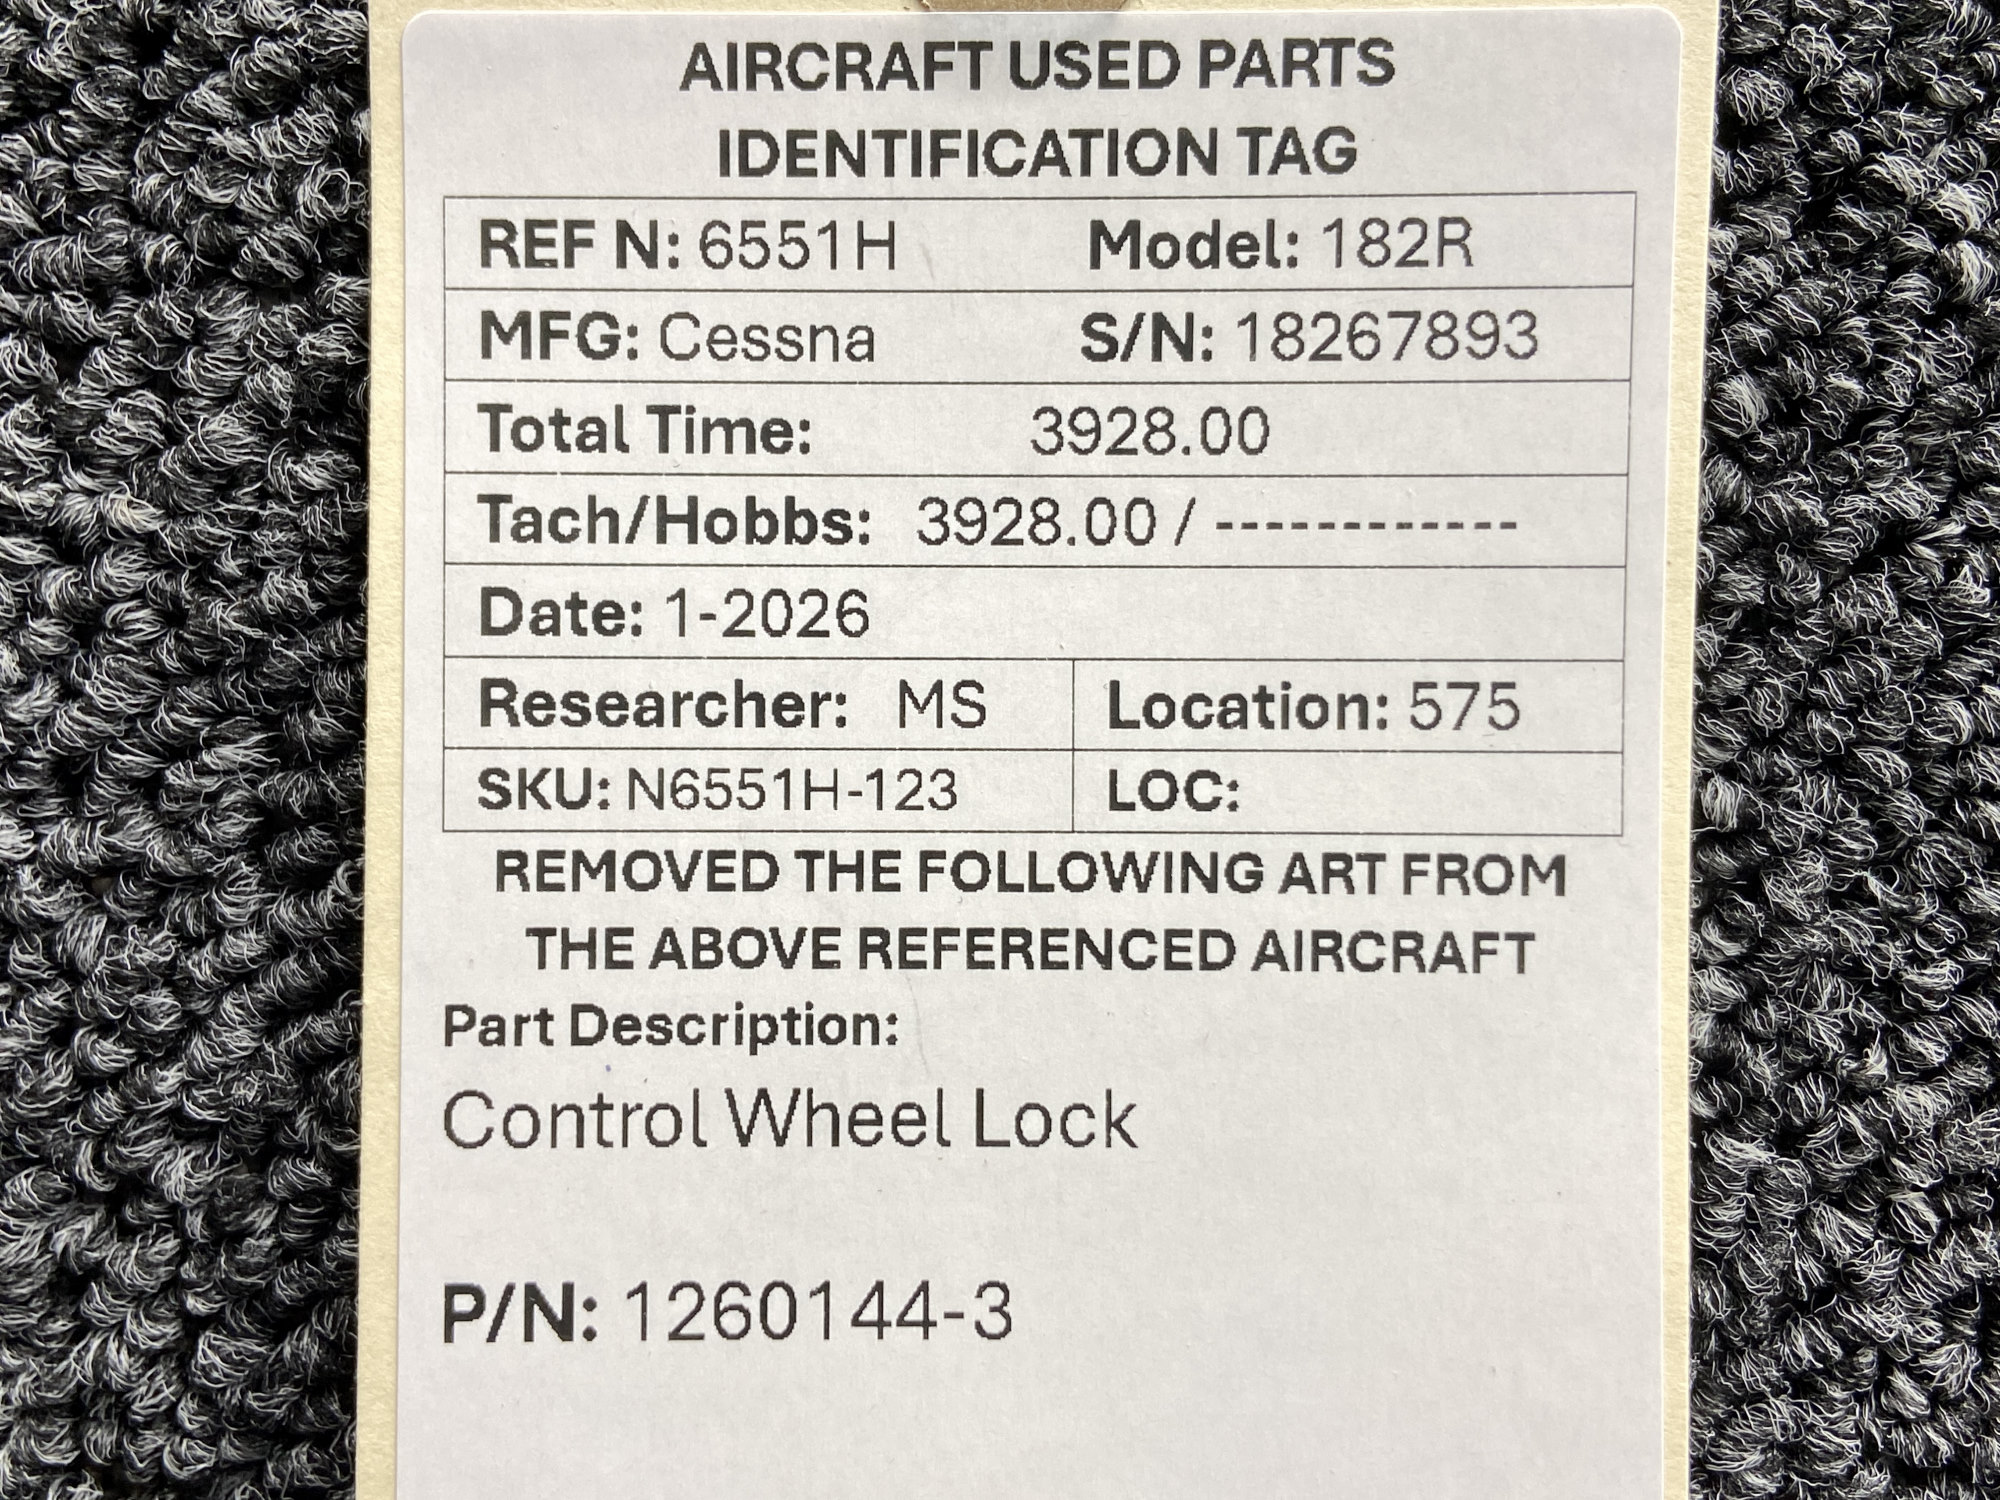 AIRCRAFT USED PARTS
IDENTIFICATION TAG
REF N: 6551H Model: 182R
MFG: Cessna S/N: 18267893
Total Time: 3928.00
Tach/Hobbs: 3928.00 / ------------
Date: 1-2026
Researcher: MS Location: 575
SKU: N6551H-123 LOC:
REMOVED THE FOLLOWING ART FROM
THE ABOVE REFERENCED AIRCRAFT
Part Description:
Control Wheel Lock
P/N: 1260144-3